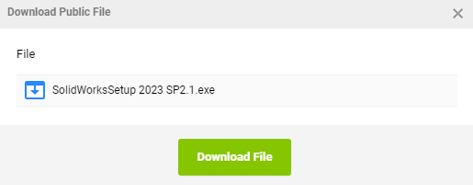 Download Public File
File
SolidWorksSetup 2023 SP2.1.exe
Download File